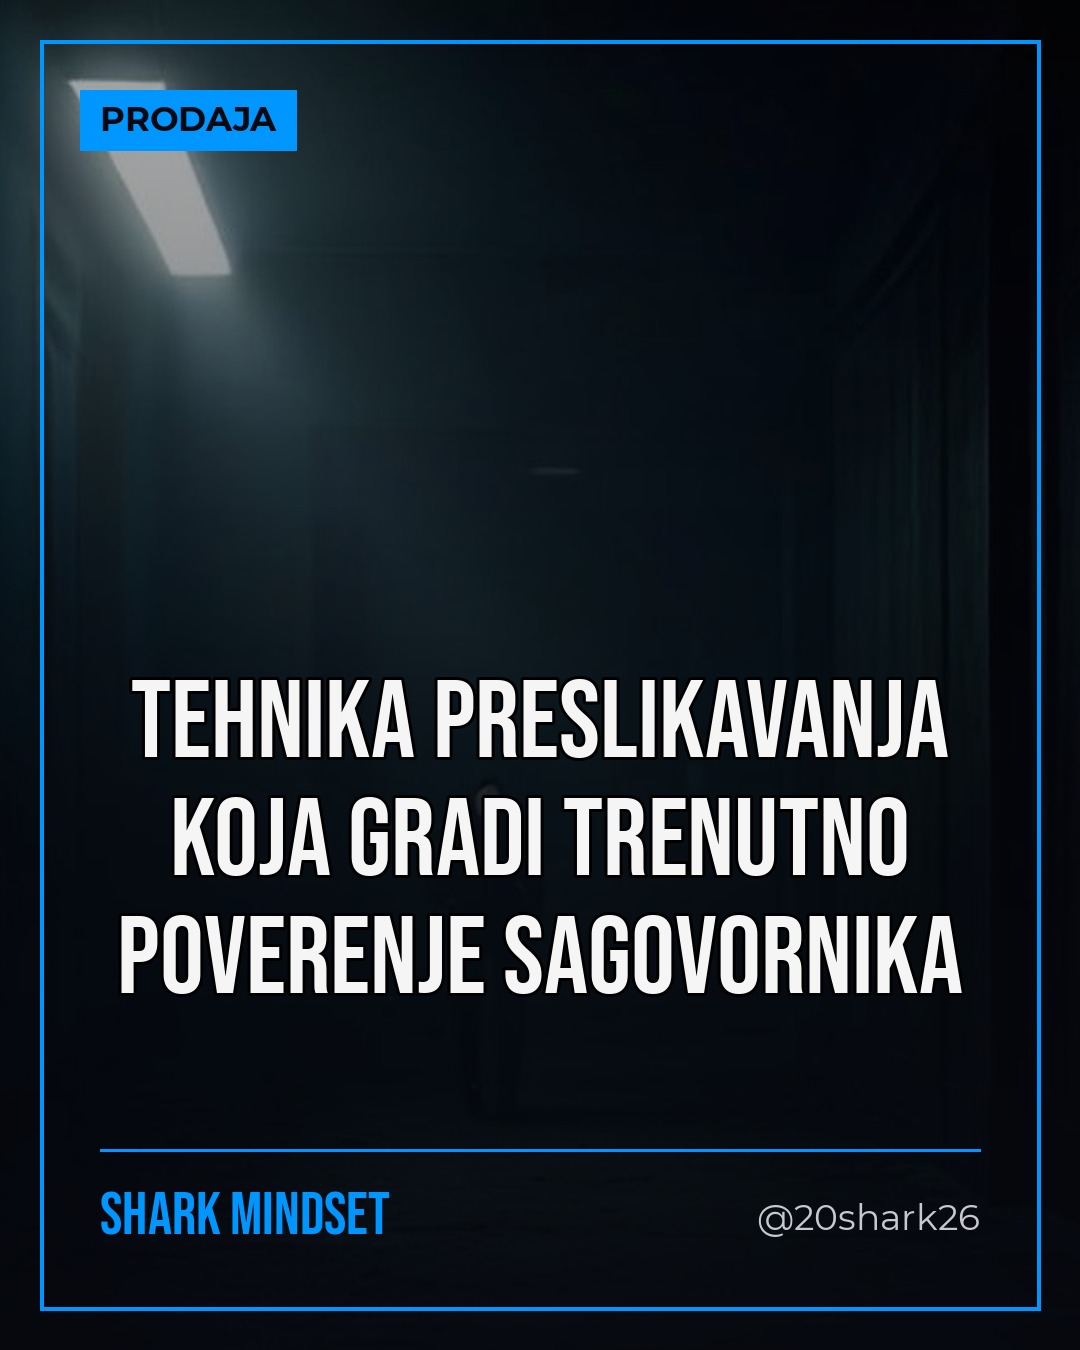 PRODAJA
TEHNIKA PRESLIKAVANJA
KOJA GRADI TRENUTNO
POVERENJE SAGOVORNIKA
SHARK MINDSET
@20shark26